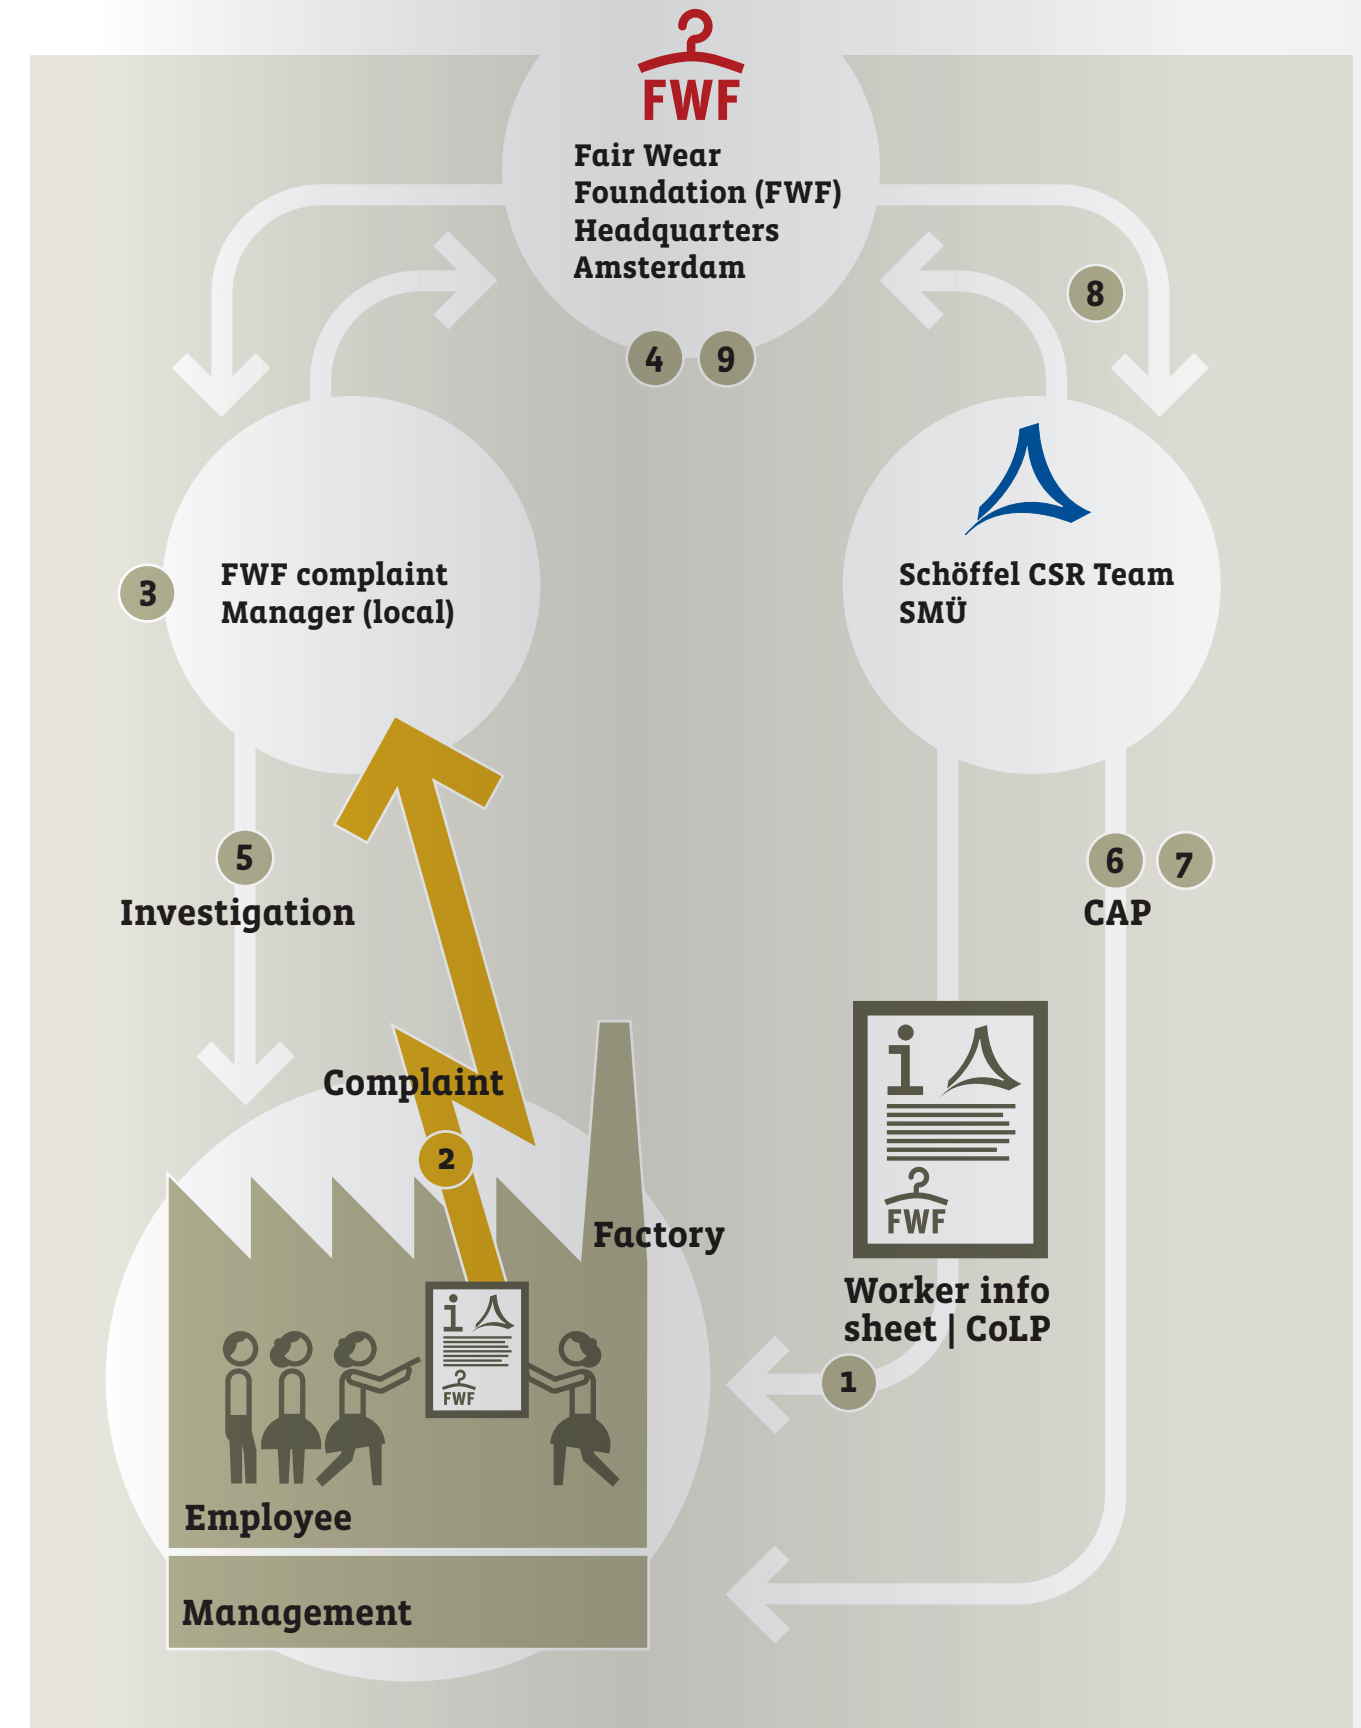 FWF
Fair Wear
Foundation (FWF)
Headquarters
Amsterdam
8
4
9
3
FWF complaint
Manager (local)
Schöffel CSR Team
SMÜ
5
Investigation
6
7
CAP
Complaint
2
Factory
i
FWF
Worker info
sheet | CoLP
1
i
FWF
Employee
Management